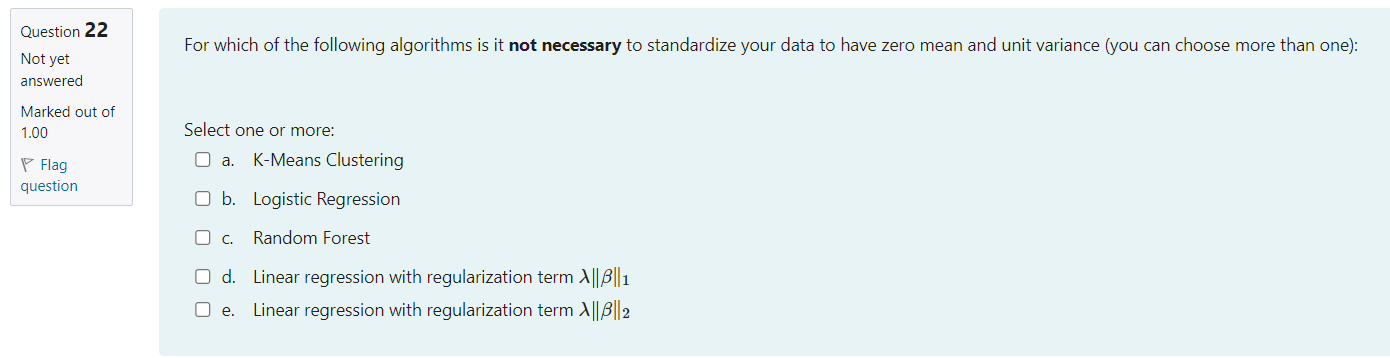 Question 22
Not yet
answered
Marked out of
1.00
Flag
question
For which of the following algorithms is it not necessary to standardize your data to have zero mean and unit variance (you can choose more than one):
Select one or more:
a. K-Means Clustering
b. Logistic Regression
c. Random Forest
d. Linear regression with regularization term λ‖β‖₁
e. Linear regression with regularization term λ‖β‖₂